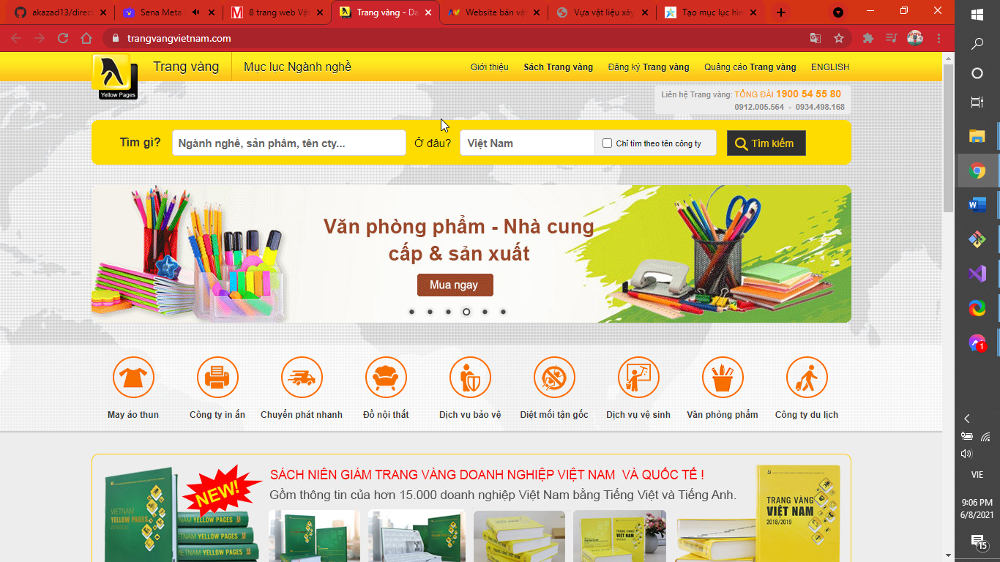 akazad13/direct
Sena Meta
8 trang web Vật
Trang vàng - Da
Website bán vậ
Vựa vật liệu xây
Tạo mục lục hìn
trangvangvietnam.com
Trang vàng
Mục lục Ngành nghề
Giới thiệu
Sách Trang vàng
Đăng ký Trang vàng
Quảng cáo Trang vàng
ENGLISH
Yellow Pages
Liên hệ Trang vàng: TỔNG ĐÀI 1900 54 55 80
0912.005.564 - 0934.498.168
Tìm gì?
Ngành nghề, sản phẩm, tên cty...
Ở đâu?
Việt Nam
Chỉ tìm theo tên công ty
Tìm kiếm
Văn phòng phẩm - Nhà cung
cấp & sản xuất
Mua ngay
May áo thun
Công ty in ấn
Chuyển phát nhanh
Đồ nội thất
Dịch vụ bảo vệ
Diệt mối tận gốc
Dịch vụ vệ sinh
Văn phòng phẩm
Công ty du lịch
NEW!
SÁCH NIÊN GIÁM TRANG VÀNG DOANH NGHIỆP VIỆT NAM VÀ QUỐC TẾ !
Gồm thông tin của hơn 15.000 doanh nghiệp Việt Nam bằng Tiếng Việt và Tiếng Anh.
VIETNAM
YELLOW PAGES
YELLOW PAGES
YELLOW PAGES
YELLOW PAGES
TRANG VÀNG
VIỆT NAM
TRANG VÀNG
VIỆT NAM
2018/2019
1
VIE
9:06 PM
6/8/2021
15